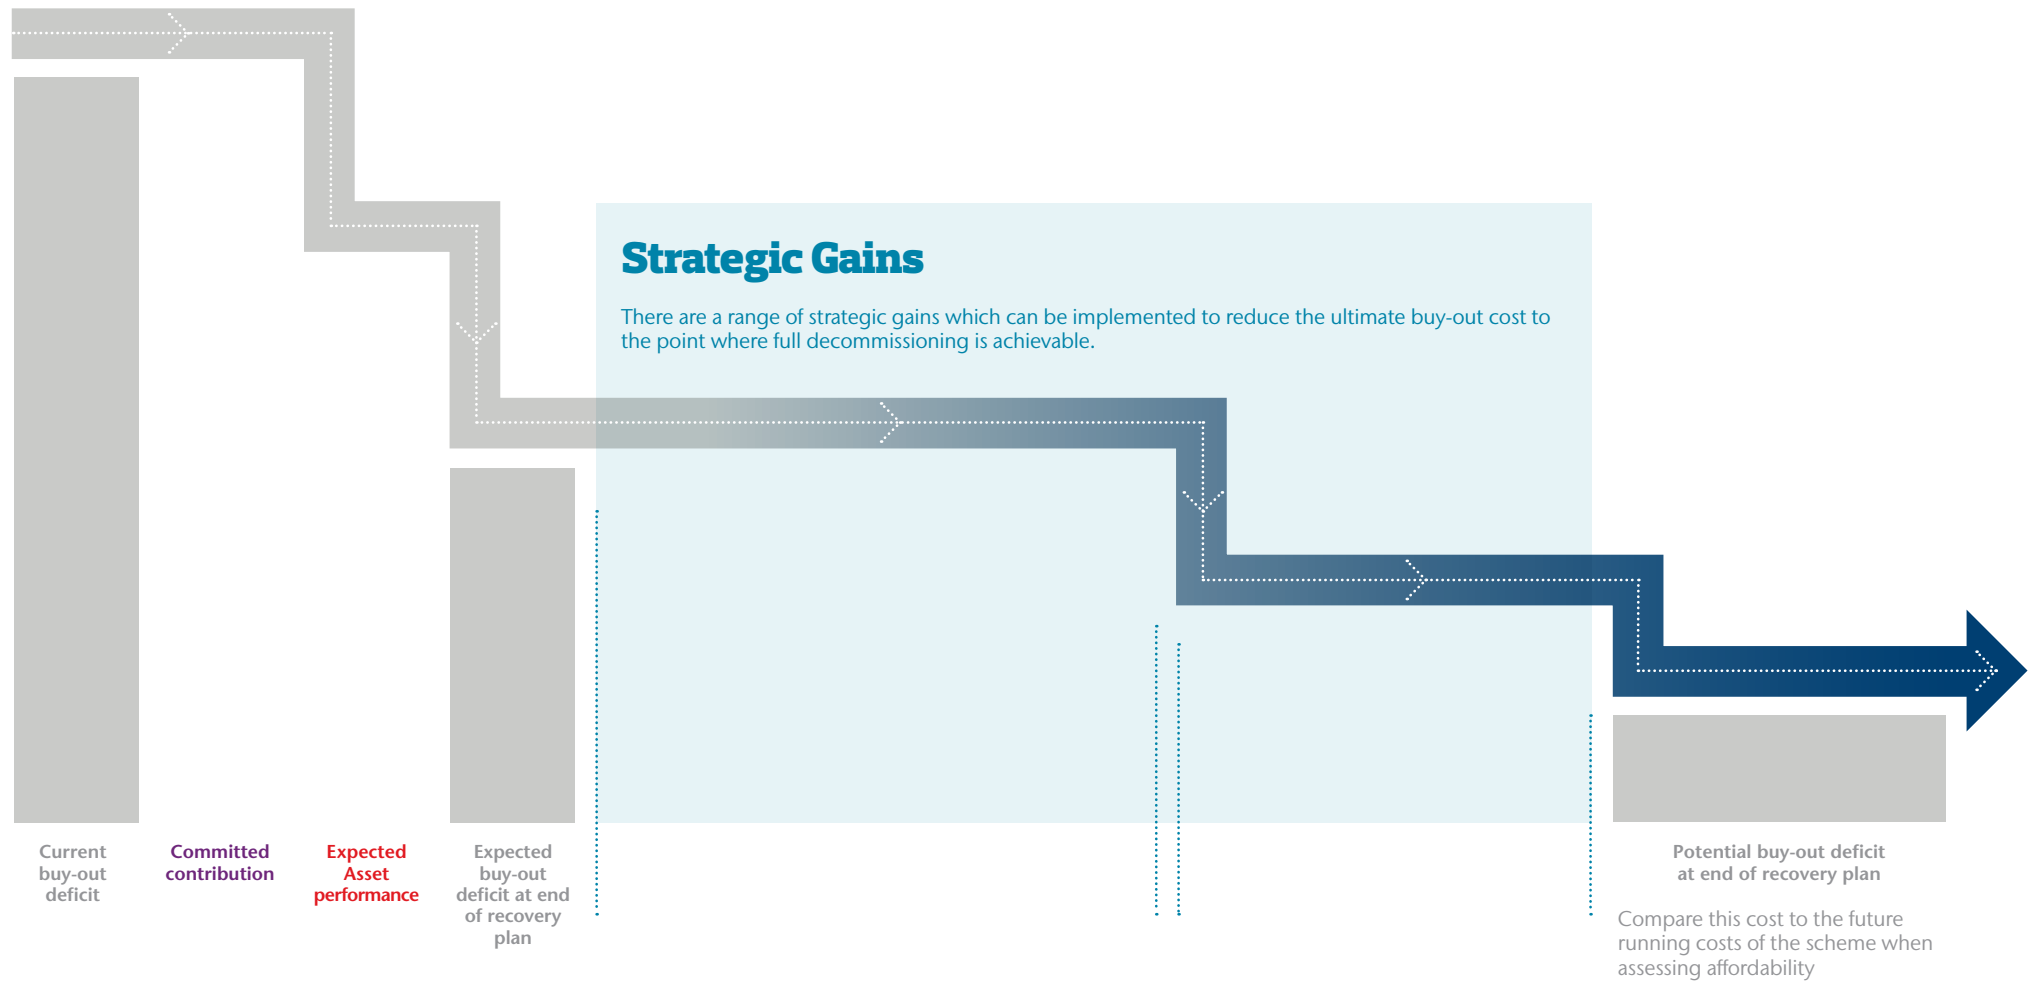 Strategic Gains
There are a range of strategic gains which can be implemented to reduce the ultimate buy-out cost to
the point where full decommissioning is achievable.
Current
buy-out
deficit
Committed
contribution
Expected
Asset
performance
Expected
buy-out
deficit at end
of recovery
plan
Potential buy-out deficit
at end of recovery plan
Compare this cost to the future
running costs of the scheme when
assessing affordability